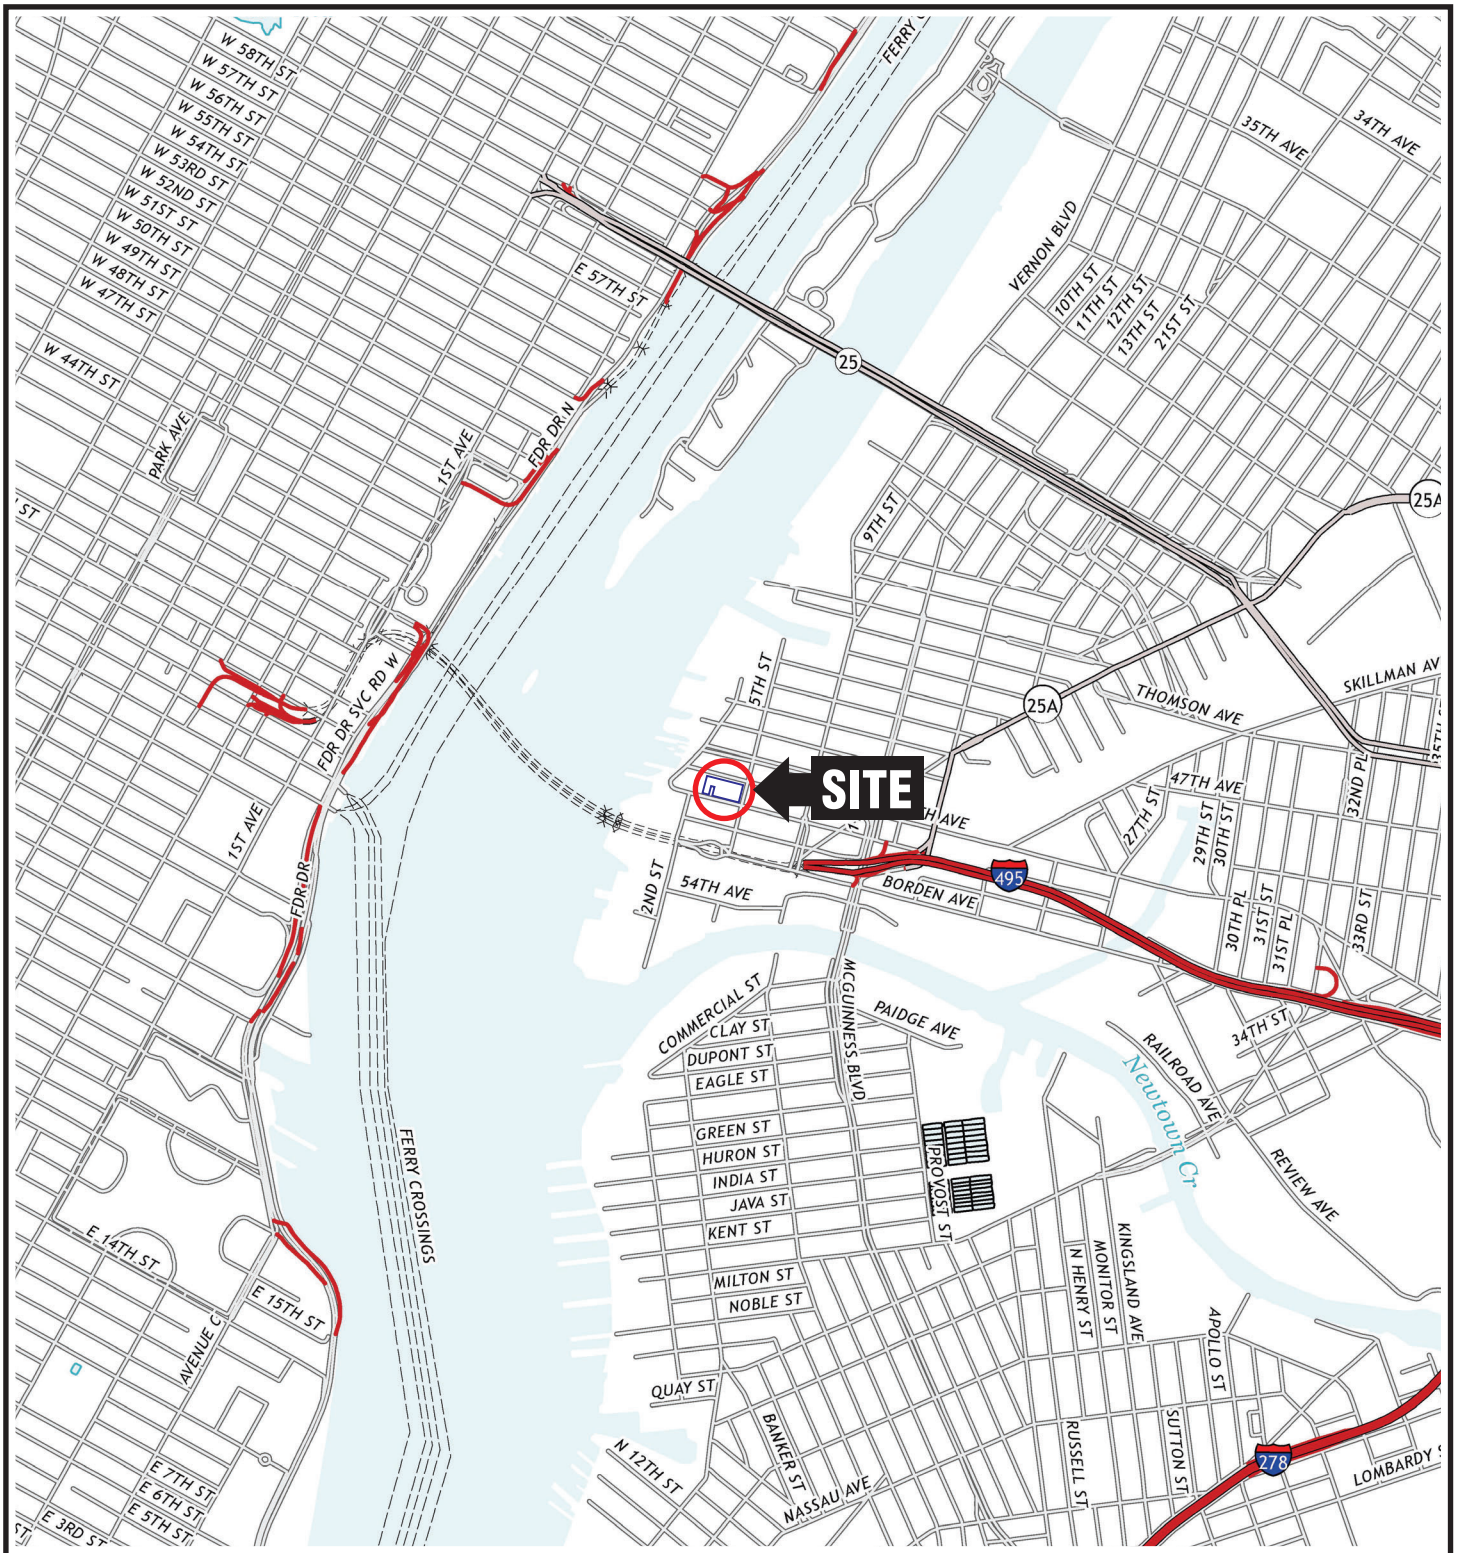 W 58TH ST
W 57TH ST
W 56TH ST
W 55TH ST
W 54TH ST
W 53RD ST
W 52ND ST
W 51ST ST
W 50TH ST
W 49TH ST
W 48TH ST
W 47TH ST
W 44TH ST
PARK AVE
ST
1ST AVE
FDR DR N
E 57TH ST
FERRY
25
VERNON BLVD
10TH ST
11TH ST
12TH ST
13TH ST
21ST ST
35TH AVE
34TH AVE
9TH ST
25A
25A
5TH ST
THOMSON AVE
SKILLMAN AV
FDR DR SVC RD W
1ST AVE
FDR DR
SITE
TH AVE
47TH AVE
27TH ST
29TH ST
30TH ST
32ND PL
35TH
2ND ST
54TH AVE
BORDEN AVE
495
30TH PL
31ST ST
31ST PL
33RD ST
34TH ST
COMMERCIAL ST
CLAY ST
DUPONT ST
EAGLE ST
GREEN ST
HURON ST
INDIA ST
JAVA ST
KENT ST
MILTON ST
NOBLE ST
QUAY ST
MCGUINNESS BLVD
PAIDGE AVE
PROVOST ST
RAILROAD AVE
Newtown Cr
REVIEW AVE
FERRY CROSSINGS
E 14TH ST
E 15TH ST
AVENUE C
E 7TH ST
E 6TH ST
E 5TH ST
E 3RD ST
ST
N 12TH ST
BANKER ST
NASSAU AVE
N HENRY ST
MONITOR ST
KINGSLAND AVE
APOLLO ST
RUSSELL ST
SUTTON ST
278
LOMBARDY S